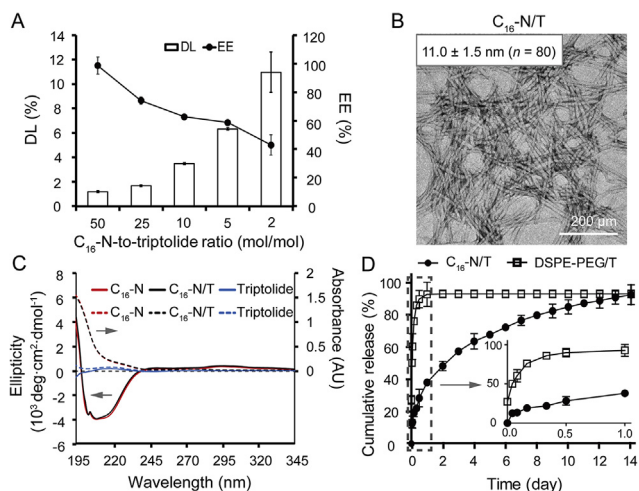 A
DL
EE
14
12
10
8
6
4
2
0
DL (%)
120
100
80
60
40
20
0
EE (%)
50 25 10 5 2
C₁₆-N-to-triptolide ratio (mol/mol)
B
C₁₆-N/T
11.0 ± 1.5 nm (n = 80)
200 μm
C
C₁₆-N C₁₆-N/T Triptolide
C₁₆-N C₁₆-N/T Triptolide
8
6
4
2
0
-2
-4
-6
Ellipticity
(10³ deg·cm²·dmol⁻¹)
2
1.5
1
0.5
0
Absorbance (AU)
195 245 295 345
Wavelength (nm)
D
C₁₆-N/T DSPE-PEG/T
100
80
60
40
20
0
Cumulative release (%)
100
50
0
0.0 0.5 1.0
0 2 4 6 8 10 12 14
Time (day)